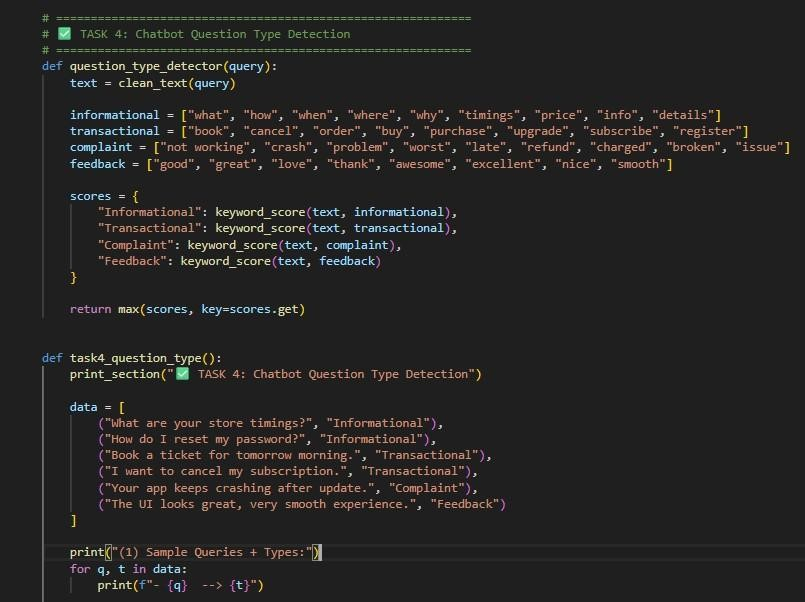 # ============================================================
# ✅ TASK 4: Chatbot Question Type Detection
# ============================================================
def question_type_detector(query):
    text = clean_text(query)

    informational = ["what", "how", "when", "where", "why", "timings", "price", "info", "details"]
    transactional = ["book", "cancel", "order", "buy", "purchase", "upgrade", "subscribe", "register"]
    complaint = ["not working", "crash", "problem", "worst", "late", "refund", "charged", "broken", "issue"]
    feedback = ["good", "great", "love", "thank", "awesome", "excellent", "nice", "smooth"]

    scores = {
        "Informational": keyword_score(text, informational),
        "Transactional": keyword_score(text, transactional),
        "Complaint": keyword_score(text, complaint),
        "Feedback": keyword_score(text, feedback)
    }

    return max(scores, key=scores.get)


def task4_question_type():
    print_section("✅ TASK 4: Chatbot Question Type Detection")

    data = [
        ("What are your store timings?", "Informational"),
        ("How do I reset my password?", "Informational"),
        ("Book a ticket for tomorrow morning.", "Transactional"),
        ("I want to cancel my subscription.", "Transactional"),
        ("Your app keeps crashing after update.", "Complaint"),
        ("The UI looks great, very smooth experience.", "Feedback")
    ]

    print("(1) Sample Queries + Types:")
    for q, t in data:
        print(f"- {q}  --> {t}")